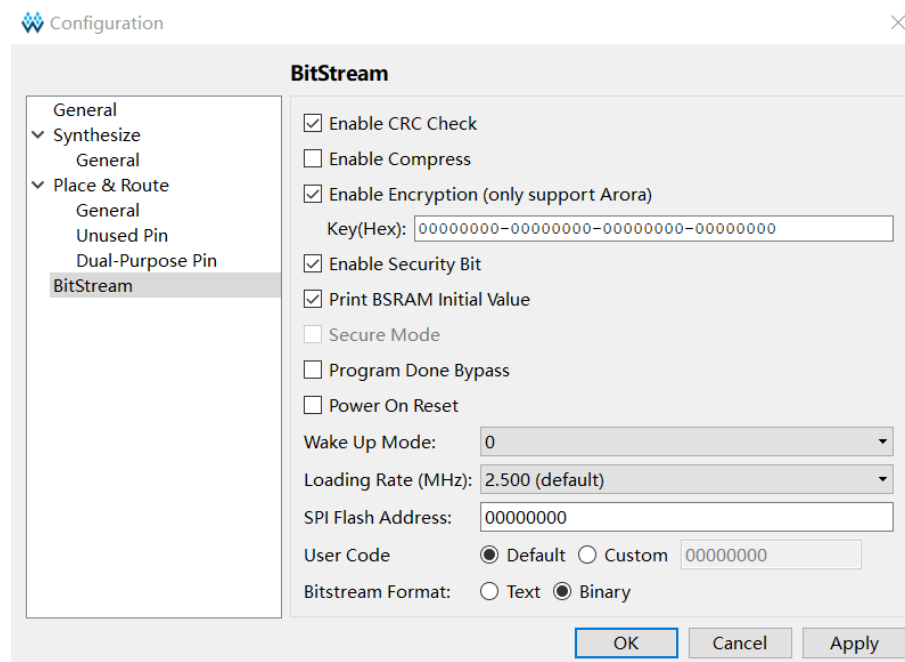 Configuration
BitStream
General
Synthesize
General
Place & Route
General
Unused Pin
Dual-Purpose Pin
BitStream
Enable CRC Check
Enable Compress
Enable Encryption (only support Arora)
Key(Hex): 00000000-00000000-00000000-00000000
Enable Security Bit
Print BSRAM Initial Value
Secure Mode
Program Done Bypass
Power On Reset
Wake Up Mode: 0
Loading Rate (MHz): 2.500 (default)
SPI Flash Address: 00000000
User Code Default Custom 00000000
Bitstream Format: Text Binary
OK Cancel Apply